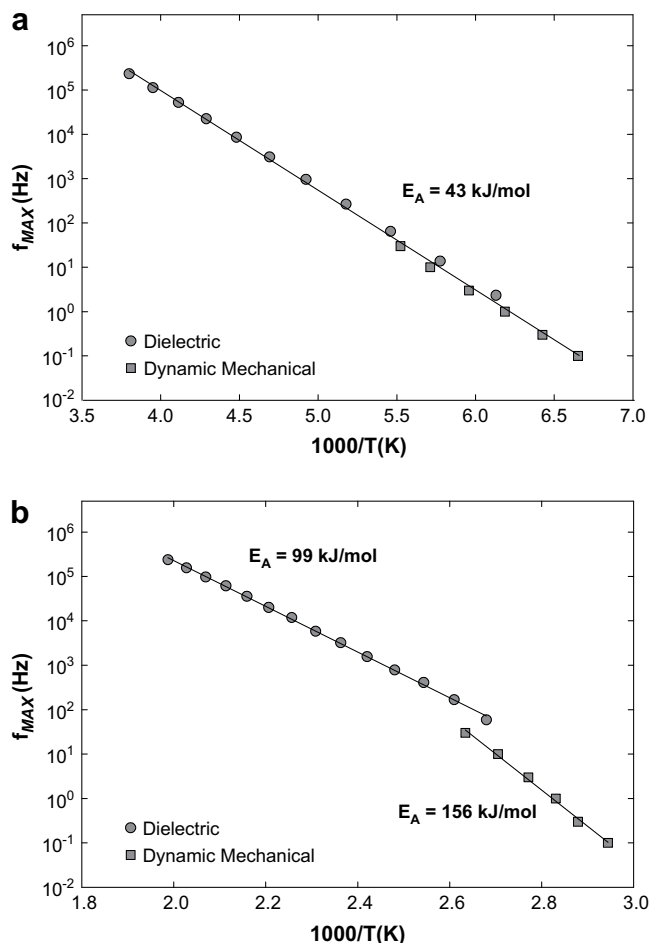 a
10^6
10^5
10^4
10^3
10^2
10^1
10^0
10^-1
10^-2
f_MAX (Hz)
E_A = 43 kJ/mol
Dielectric
Dynamic Mechanical
3.5 4.0 4.5 5.0 5.5 6.0 6.5 7.0
1000/T(K)
b
10^6
10^5
10^4
10^3
10^2
10^1
10^0
10^-1
10^-2
f_MAX (Hz)
E_A = 99 kJ/mol
E_A = 156 kJ/mol
Dielectric
Dynamic Mechanical
1.8 2.0 2.2 2.4 2.6 2.8 3.0
1000/T(K)